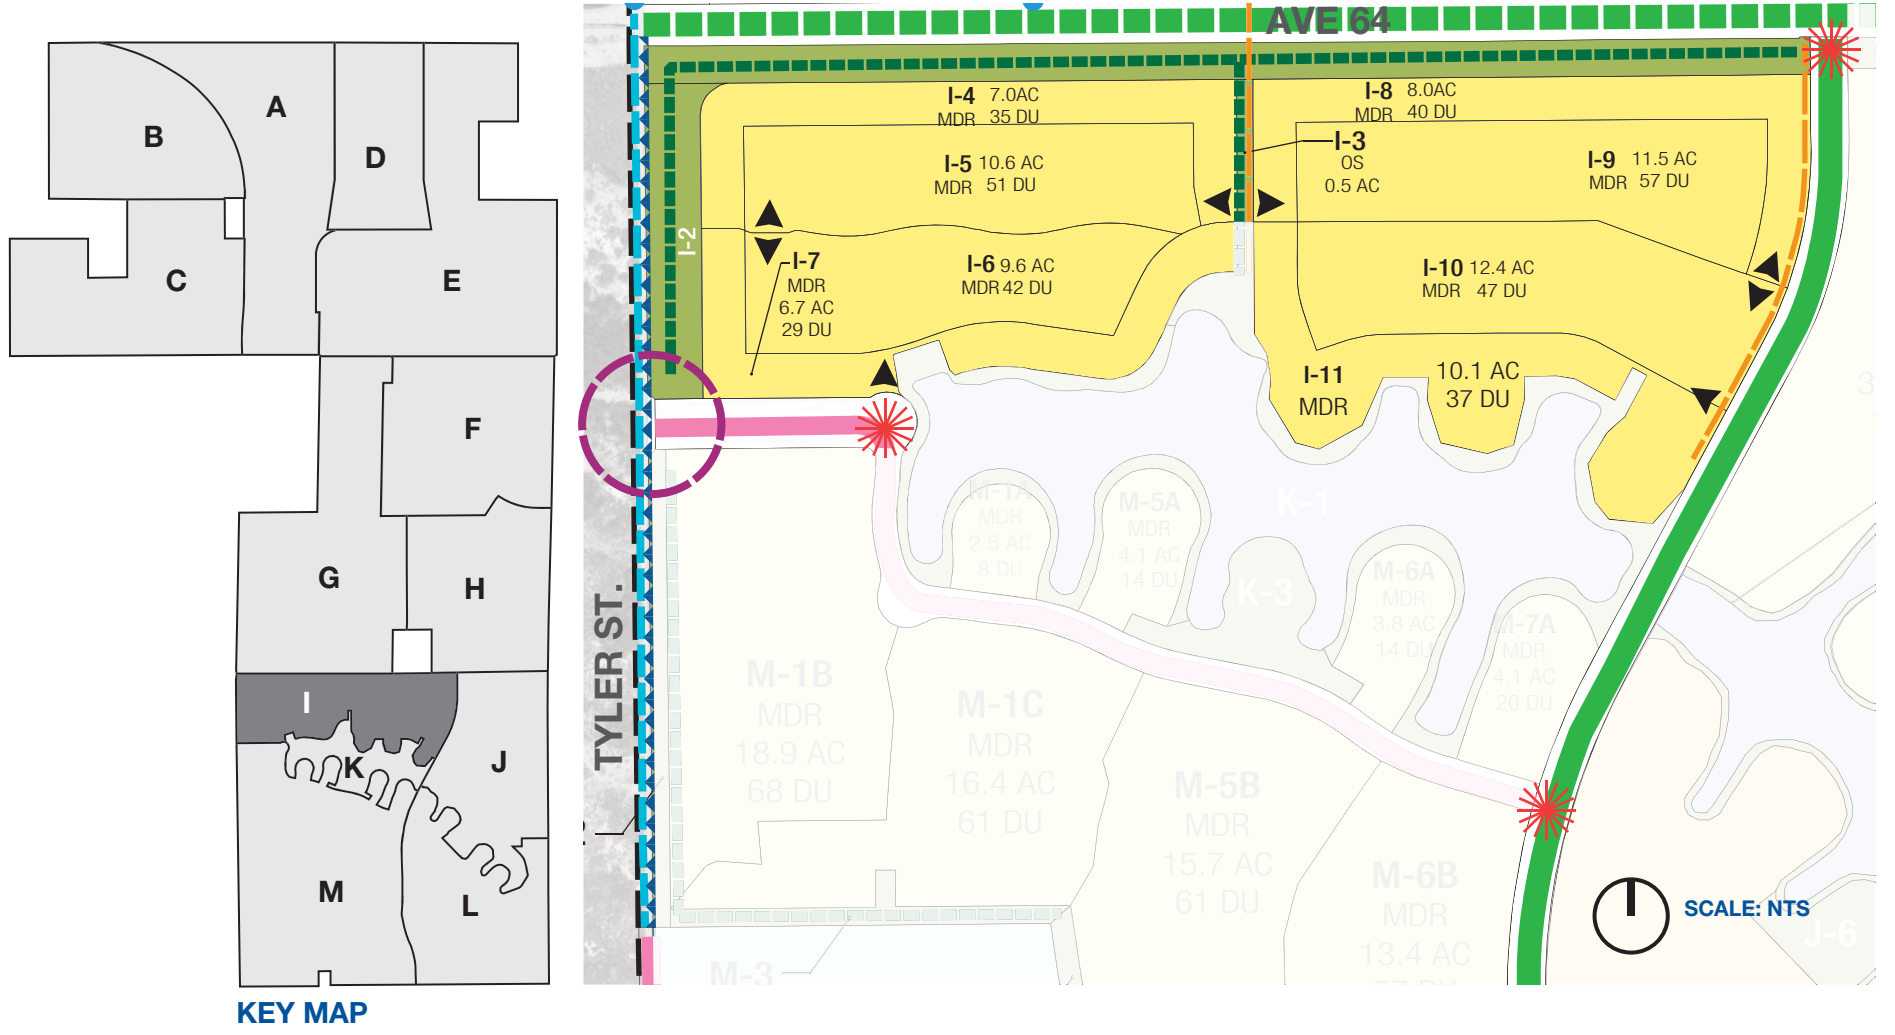 A
B
D
C
E
F
G
H
I
K
J
M
L
KEY MAP
AVE 64
I-4 7.0AC
MDR 35 DU
I-8 8.0AC
MDR 40 DU
I-5 10.6 AC
MDR 51 DU
I-3
OS
0.5 AC
I-9 11.5 AC
MDR 57 DU
I-2
I-7
MDR
6.7 AC
29 DU
I-6 9.6 AC
MDR 42 DU
I-10 12.4 AC
MDR 47 DU
I-11
MDR
10.1 AC
37 DU
TYLER ST.
M-1A
MDR
2.5 AC
8 DU
M-5A
MDR
4.1 AC
14 DU
K-1
K-3
M-6A
MDR
3.8 AC
14 DU
M-7A
MDR
4.1 AC
20 DU
M-1B
MDR
18.9 AC
68 DU
M-1C
MDR
16.4 AC
61 DU
M-5B
MDR
15.7 AC
61 DU
M-6B
MDR
13.4 AC
M-3
J-6
SCALE: NTS